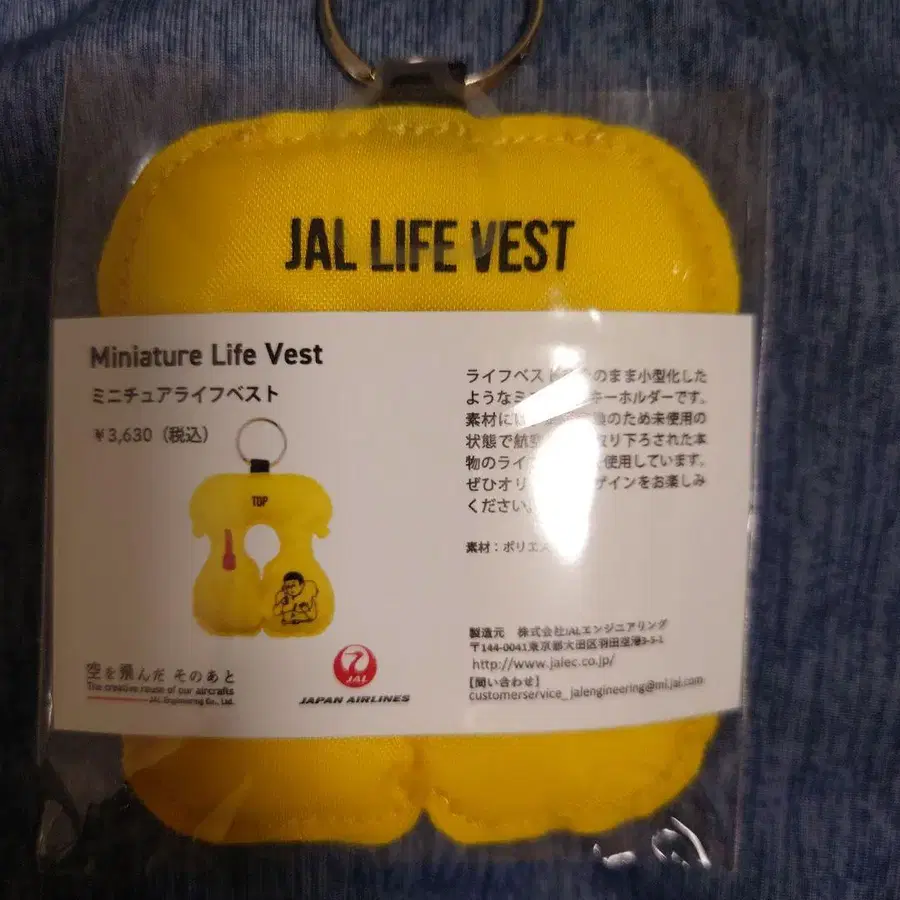 JAL LIFE VEST
Miniature Life Vest
ミニチュアライフベスト
￥3,630（税込）
TOP
空を飛んだ そのあと
The creative reuse of our aircrafts
JAL Engineering Co., Ltd.
JAL
JAPAN AIRLINES
ライフベス のまま小型化した
ような キーホルダーです。
素材に のため未使用の
状態で航 取り下ろされた本
物のライ 使用しています。
ぜひオリ ザインをお楽しみ
ください。
素材：ポリエス
製造元　株式会社JALエンジニアリング
〒144-0041東京都大田区羽田空港3-5-1
http://www.jalec.co.jp/
【問い合わせ】
customerservice_jalengineering@ml.jal.com